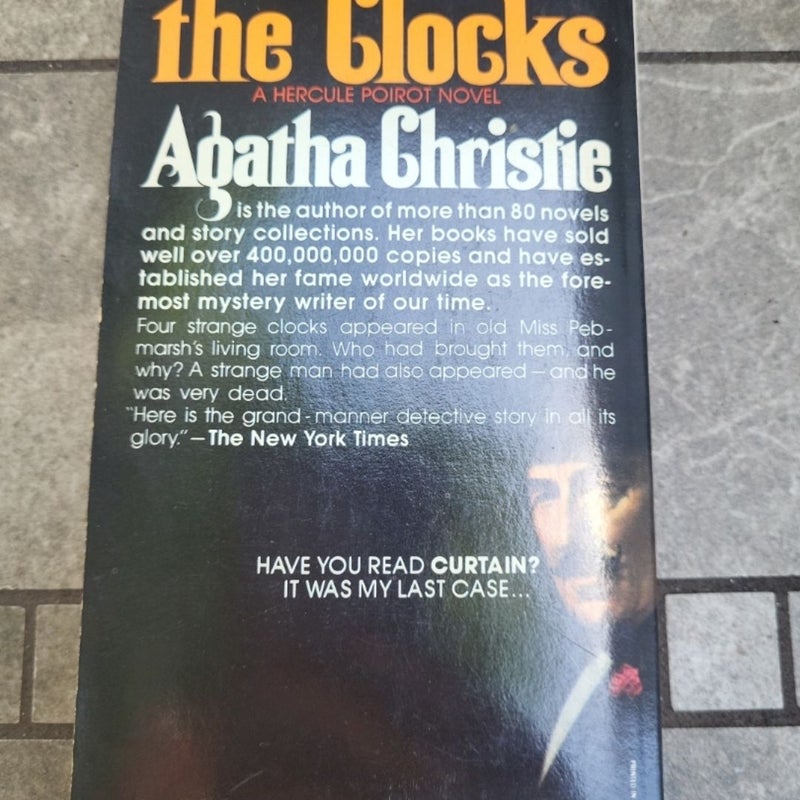 the Clocks
A HERCULE POIROT NOVEL
Agatha Christie
is the author of more than 80 novels
and story collections. Her books have sold
well over 400,000,000 copies and have es-
tablished her fame worldwide as the fore-
most mystery writer of our time.
Four strange clocks appeared in old Miss Peb-
marsh's living room. Who had brought them, and
why? A strange man had also appeared — and he
was very dead.
"Here is the grand-manner detective story in all its
glory." — The New York Times
HAVE YOU READ CURTAIN?
IT WAS MY LAST CASE...
PRINTED IN